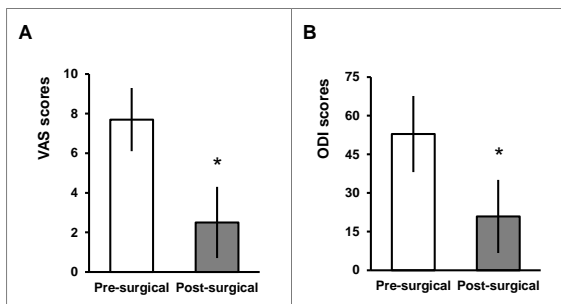 A
VAS scores
10
8
6
4
2
0
*
Pre-surgical Post-surgical
B
ODI scores
75
60
45
30
15
0
*
Pre-surgical Post-surgical